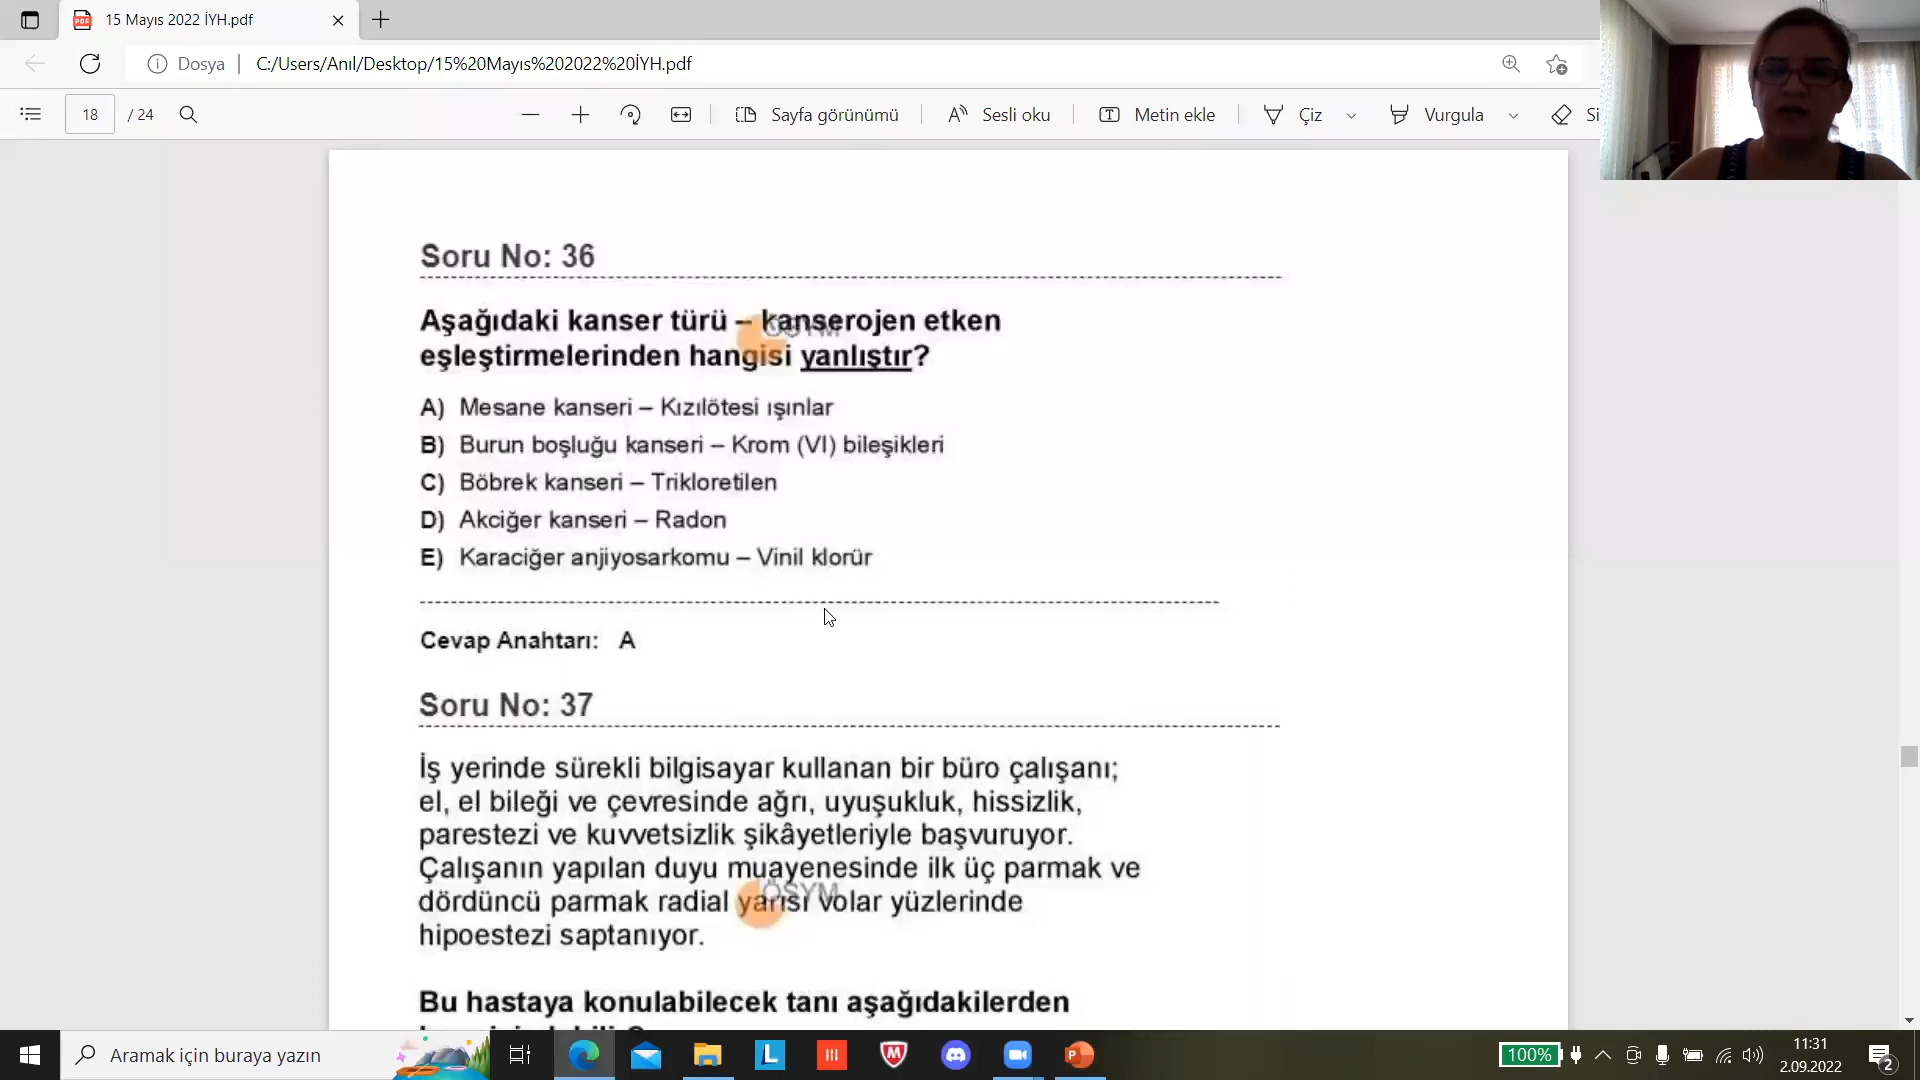 15 Mayıs 2022 İYH.pdf
Dosya
C:/Users/Anıl/Desktop/15%20Mayıs%202022%20İYH.pdf
18 / 24
Sayfa görünümü
Sesli oku
Metin ekle
Çiz
Vurgula
Soru No: 36
Aşağıdaki kanser türü – kanserojen etken
eşleştirmelerinden hangisi yanlıştır?
ÖSYM
A) Mesane kanseri – Kızılötesi ışınlar
B) Burun boşluğu kanseri – Krom (VI) bileşikleri
C) Böbrek kanseri – Trikloretilen
D) Akciğer kanseri – Radon
E) Karaciğer anjiyosarkomu – Vinil klorür
Cevap Anahtarı: A
Soru No: 37
İş yerinde sürekli bilgisayar kullanan bir büro çalışanı;
el, el bileği ve çevresinde ağrı, uyuşukluk, hissizlik,
parestezi ve kuvvetsizlik şikâyetleriyle başvuruyor.
Çalışanın yapılan duyu muayenesinde ilk üç parmak ve
dördüncü parmak radial yarısı volar yüzlerinde
ÖSYM
hipoestezi saptanıyor.
Bu hastaya konulabilecek tanı aşağıdakilerden
Aramak için buraya yazın
100%
11:31
2.09.2022
2